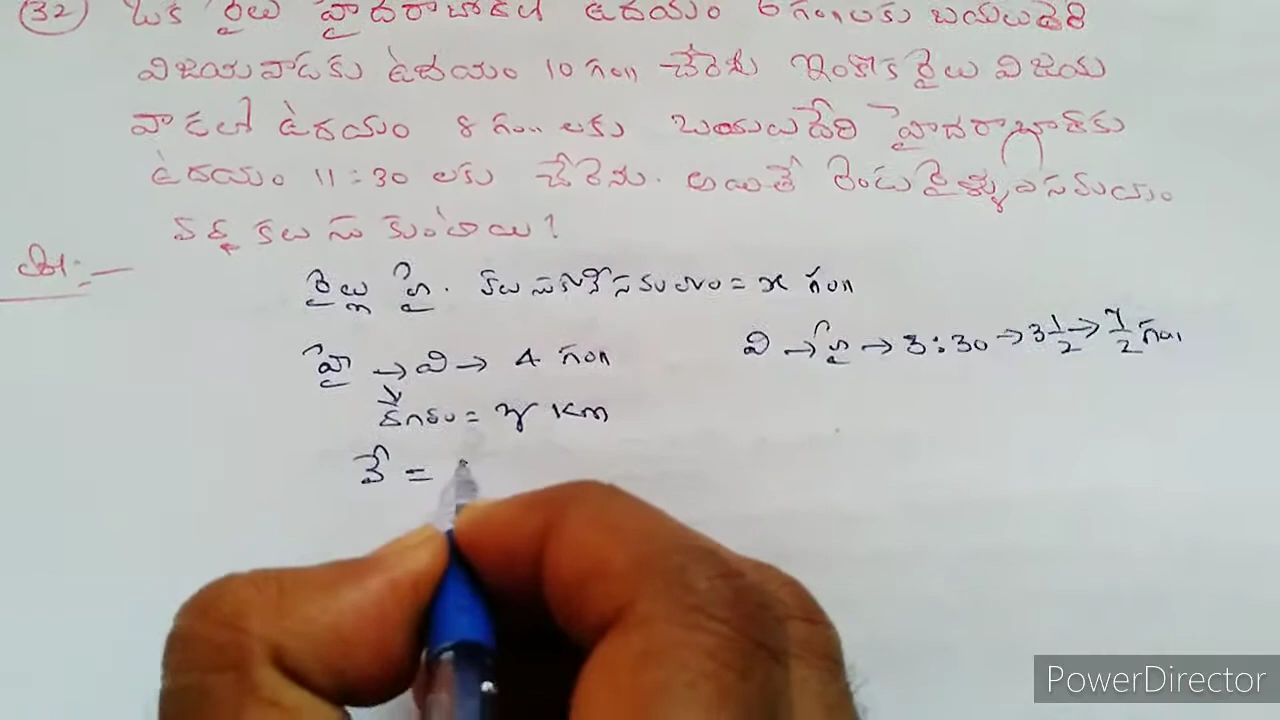 (32) ఒక రైలు హైదరాబాద్‌లో ఉదయం 6 గం॥లకు బయలుదేరి
విజయవాడకు ఉదయం 10 గం॥ చేరెను ఇంకొక రైలు విజయ
వాడలో ఉదయం 8 గం॥లకు బయలుదేరి హైదరాబాద్‌కు
ఉదయం 11:30 లకు చేరెను. అయితే రెండు రైళ్ళు ఏ సమయం
వద్ద కలుసుకుంటాయి?
రైల్లు హై. కలుసుకొనే సమయం = x గం॥
హై → వి → 4 గం॥
వి → హై → 3:30 → 3 1/2 → 7/2 గం॥
దూరం = y Km
వే =
PowerDirector